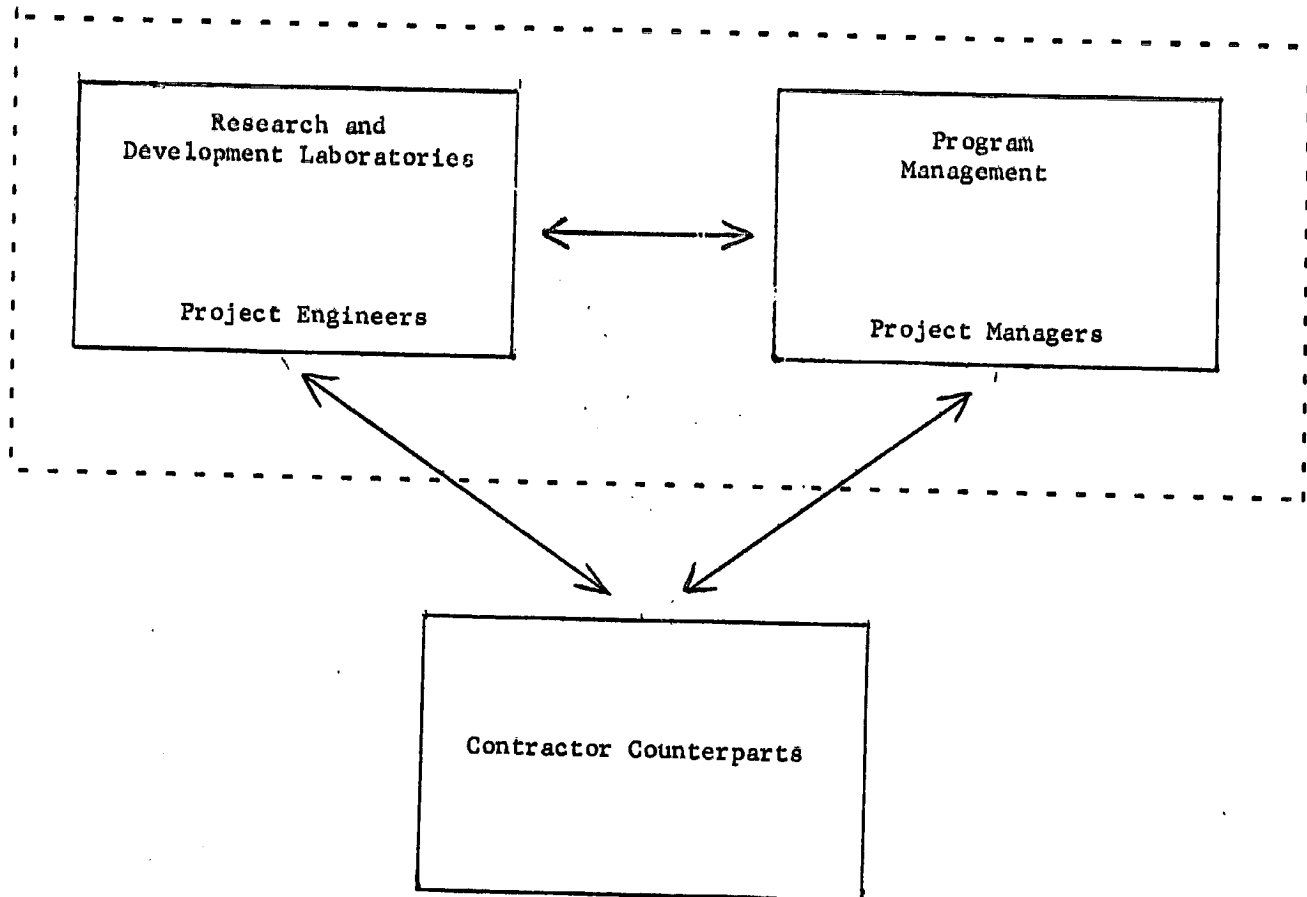 Research and
Development Laboratories
Project Engineers
Program
Management
Project Managers
Contractor Counterparts